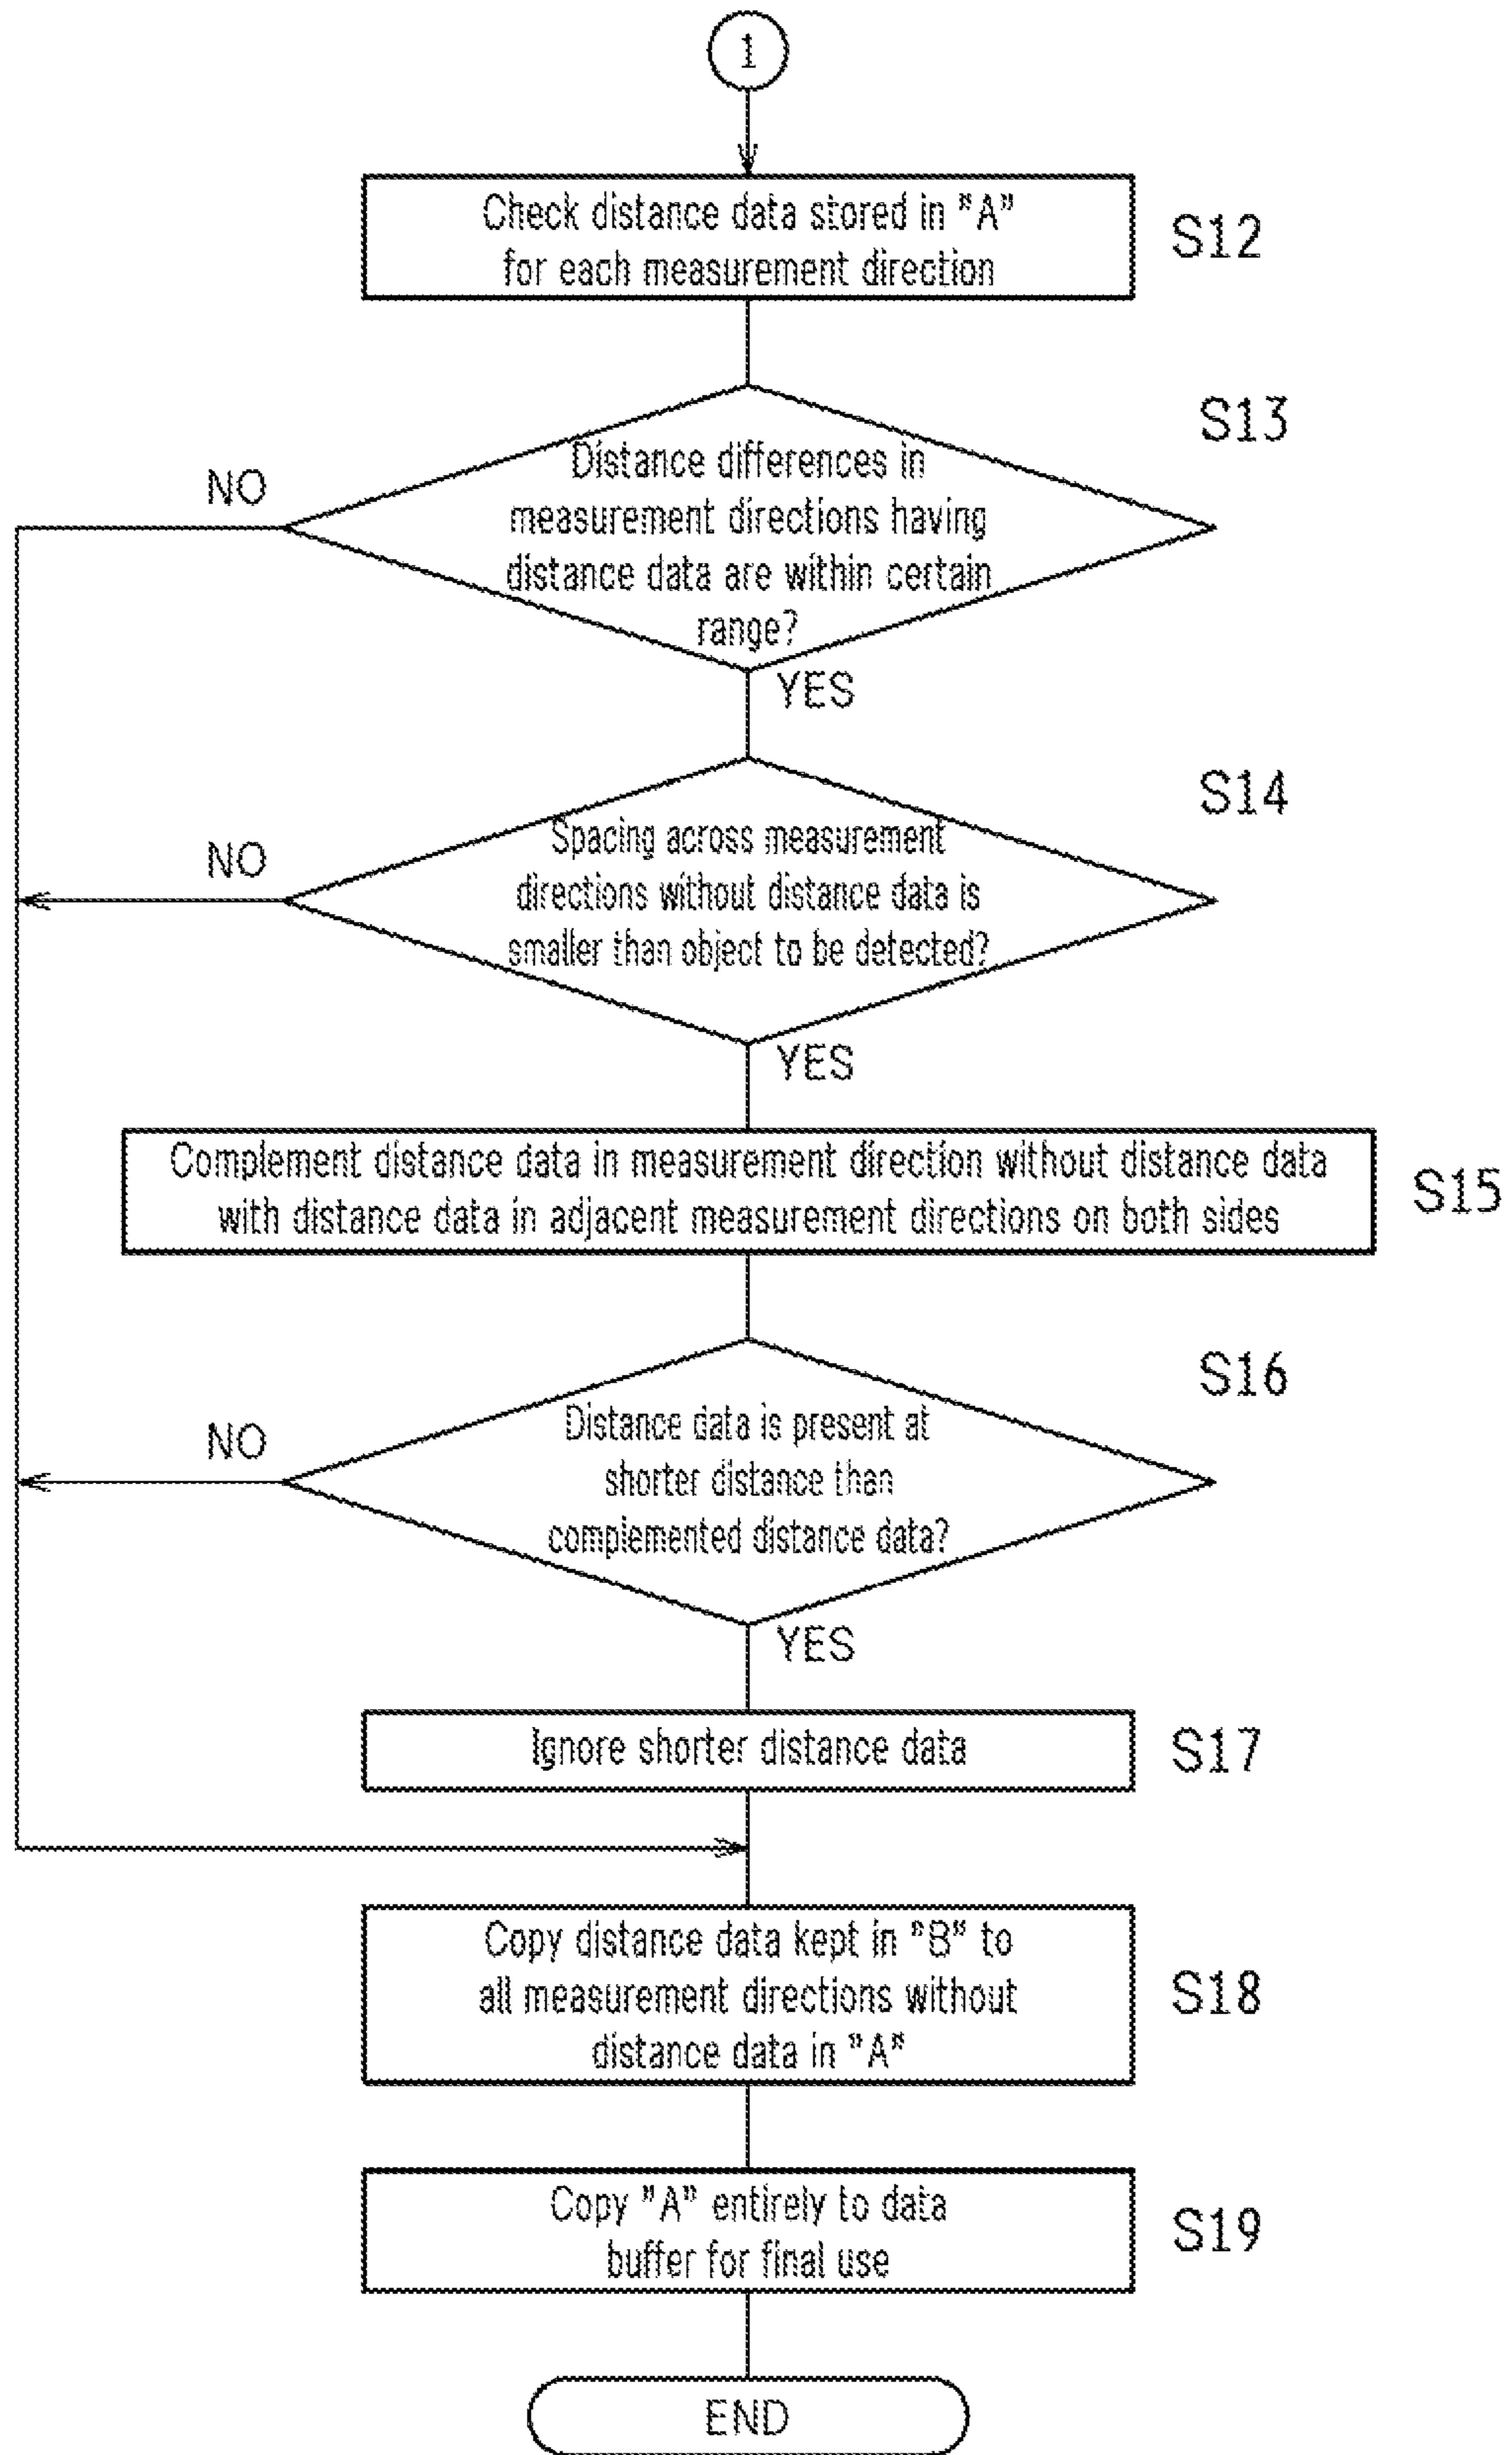 1
Check distance data stored in "A"
for each measurement direction
S12
S13
Distance differences in
measurement directions having
distance data are within certain
range?
NO
YES
S14
Spacing across measurement
directions without distance data is
smaller than object to be detected?
NO
YES
Complement distance data in measurement direction without distance data
with distance data in adjacent measurement directions on both sides
S15
S16
Distance data is present at
shorter distance than
complemented distance data?
NO
YES
Ignore shorter distance data
S17
Copy distance data kept in "B" to
all measurement directions without
distance data in "A"
S18
Copy "A" entirely to data
buffer for final use
S19
END